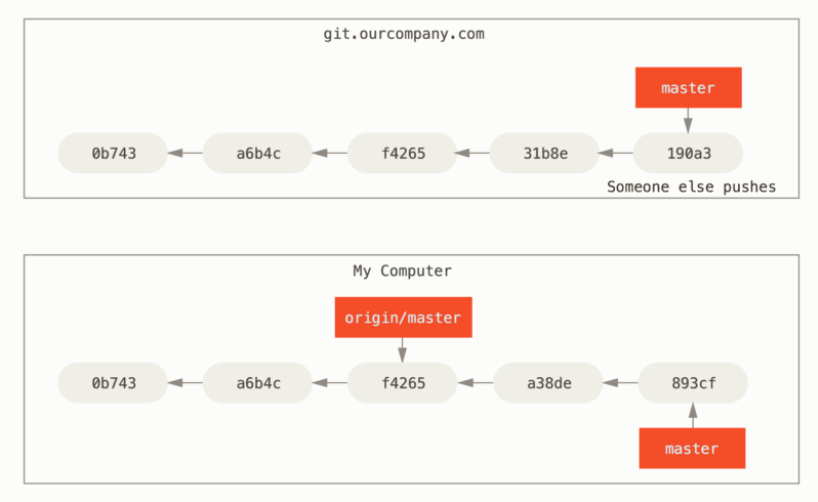 git.ourcompany.com
master
0b743 a6b4c f4265 31b8e 190a3
Someone else pushes
My Computer
origin/master
0b743 a6b4c f4265 a38de 893cf
master